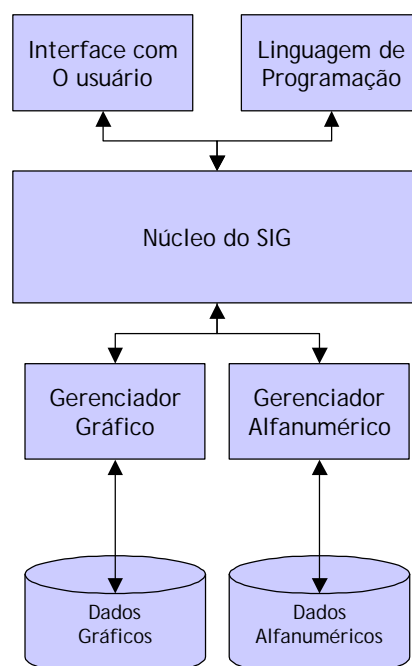 Interface com
O usuário
Linguagem de
Programação
Núcleo do SIG
Gerenciador
Gráfico
Gerenciador
Alfanumérico
Dados
Gráficos
Dados
Alfanuméricos